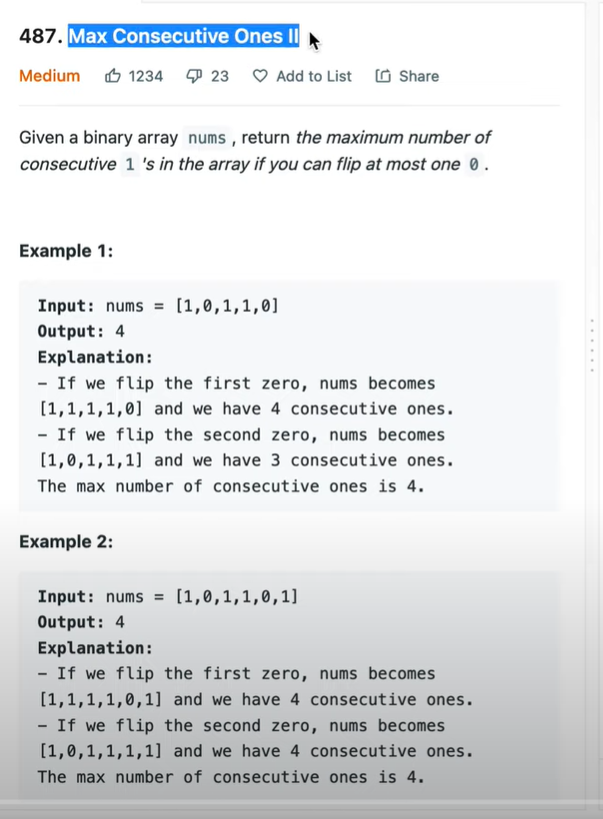 487. Max Consecutive Ones II
Medium 1234 23 Add to List Share
Given a binary array nums , return the maximum number of
consecutive 1 's in the array if you can flip at most one 0 .
Example 1:
Input: nums = [1,0,1,1,0]
Output: 4
Explanation:
- If we flip the first zero, nums becomes
[1,1,1,1,0] and we have 4 consecutive ones.
- If we flip the second zero, nums becomes
[1,0,1,1,1] and we have 3 consecutive ones.
The max number of consecutive ones is 4.
Example 2:
Input: nums = [1,0,1,1,0,1]
Output: 4
Explanation:
- If we flip the first zero, nums becomes
[1,1,1,1,0,1] and we have 4 consecutive ones.
- If we flip the second zero, nums becomes
[1,0,1,1,1,1] and we have 4 consecutive ones.
The max number of consecutive ones is 4.